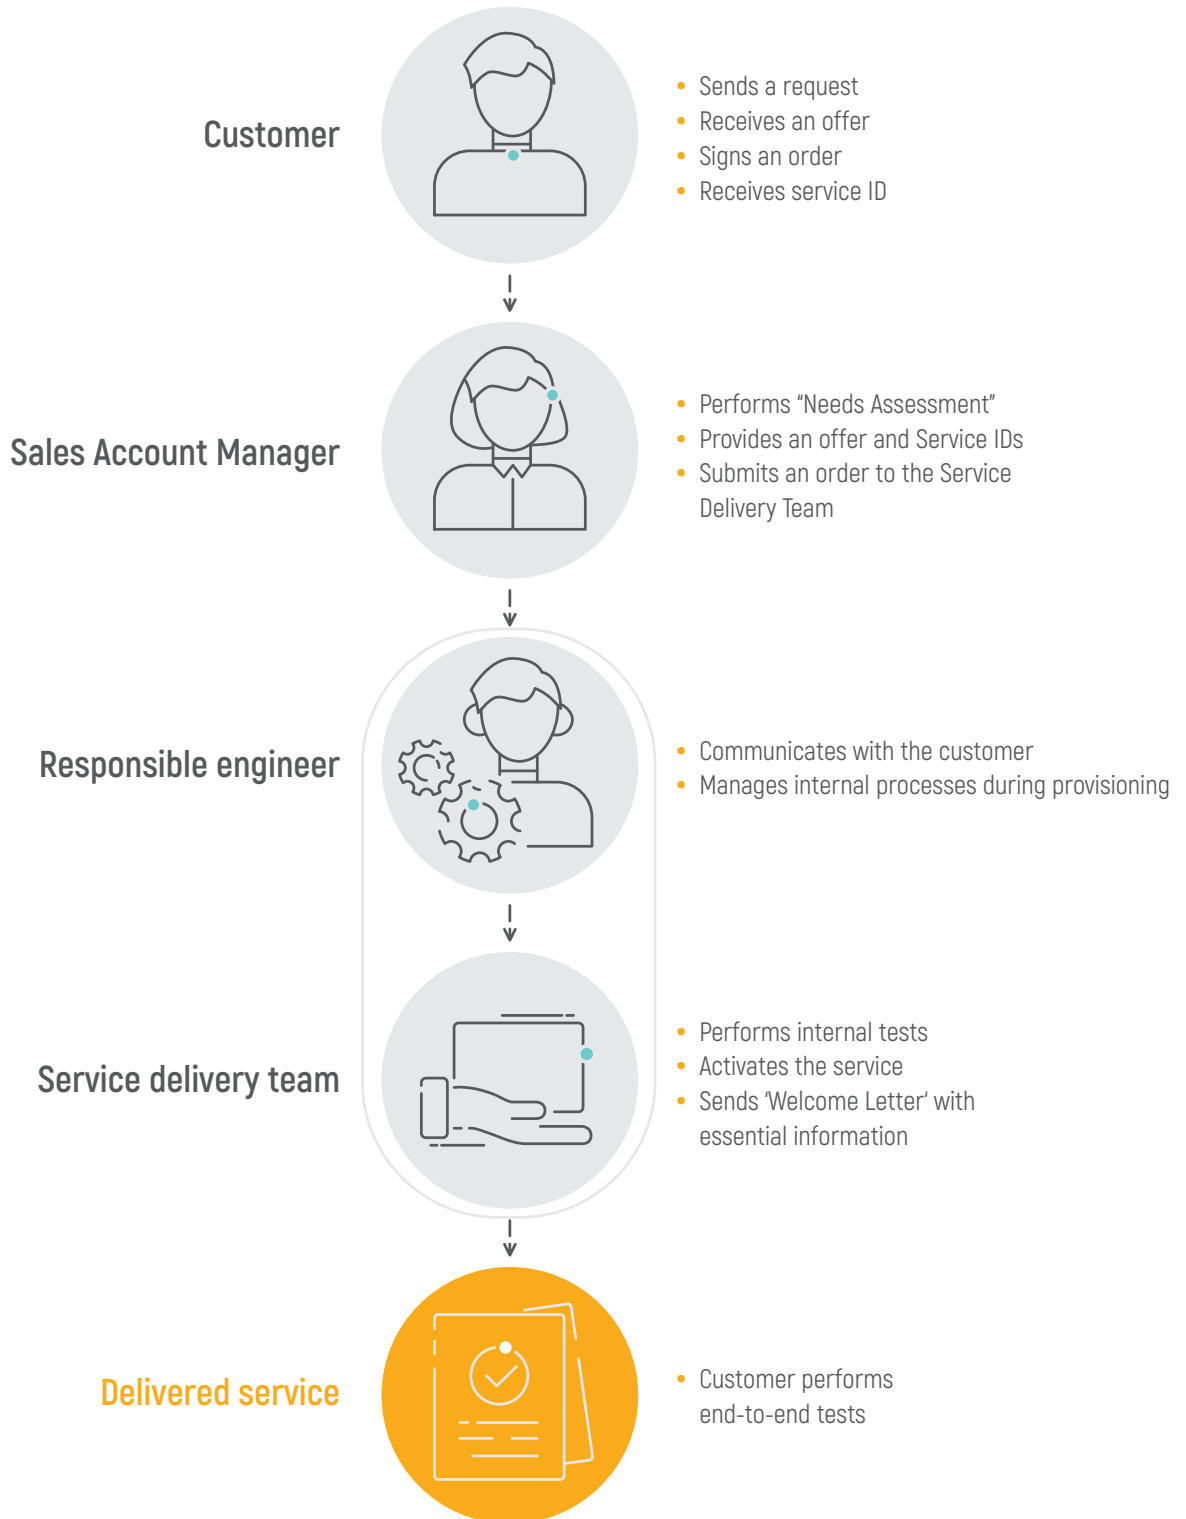 Customer
• Sends a request
• Receives an offer
• Signs an order
• Receives service ID
Sales Account Manager
• Performs “Needs Assessment”
• Provides an offer and Service IDs
• Submits an order to the Service
Delivery Team
Responsible engineer
• Communicates with the customer
• Manages internal processes during provisioning
Service delivery team
• Performs internal tests
• Activates the service
• Sends ‘Welcome Letter‘ with
essential information
Delivered service
• Customer performs
end-to-end tests